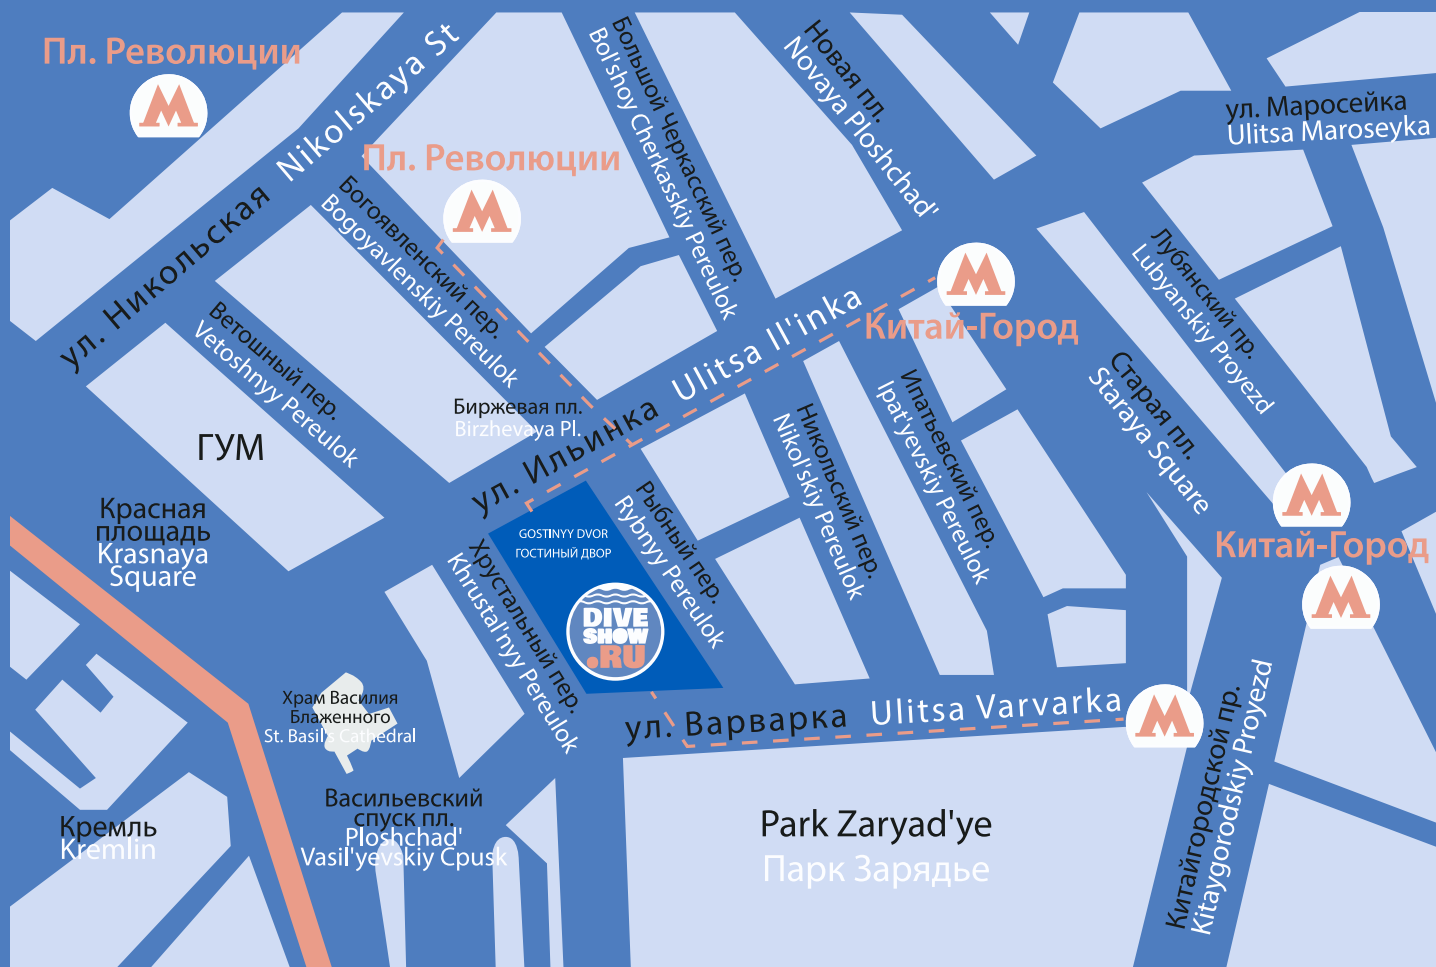 Пл. Революции
ул. Никольская Nikolskaya St
Пл. Революции
Большой Черкасский пер.
Bol'shoy Cherkasskiy Pereulok
Новая пл.
Novaya Ploshchad'
ул. Маросейка
Ulitsa Maroseyka
Богоявленский пер.
Bogoyavlenskiy Pereulok
Ветошный пер.
Vetoshnyy Pereulok
Лубянский пр.
Lubyanskiy Proyezd
Китай-Город
Старая пл.
Staraya Square
Биржевая пл.
Birzhevaya Pl.
ул. Ильинка Ulitsa Il'inka
ГУМ
Ипатьевский пер.
Ipat'yevskiy Pereulok
Никольский пер.
Nikol'skiy Pereulok
Рыбный пер.
Rybnyy Pereulok
Красная
площадь
Krasnaya
Square
GOSTINYY DVOR
ГОСТИНЫЙ ДВОР
DIVE
SHOW
.RU
Хрустальный пер.
Khrustal'nyy Pereulok
Китай-Город
Храм Василия
Блаженного
St. Basil's Cathedral
ул. Варварка Ulitsa Varvarka
Китайгородской пр.
Kitaygorodskiy Proyezd
Васильевский
спуск пл.
Ploshchad'
Vasil'yevskiy Cpusk
Кремль
Kremlin
Park Zaryad'ye
Парк Зарядье